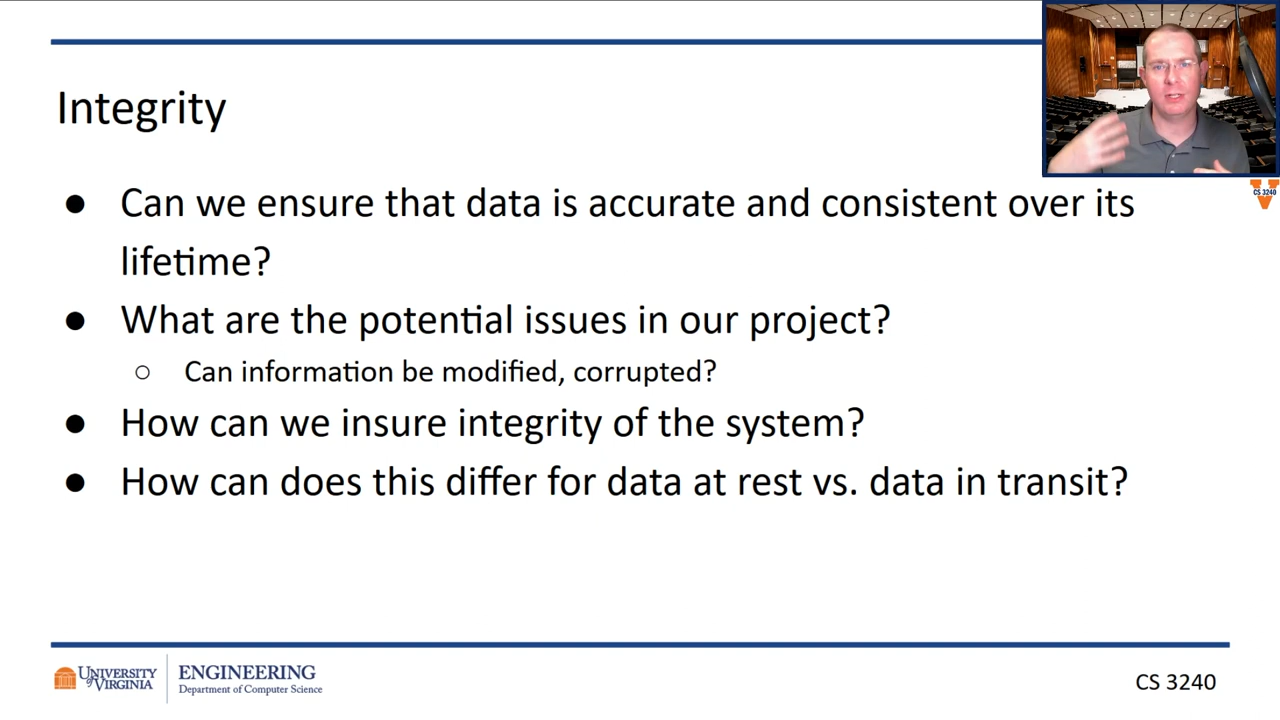 Integrity
CS 3240
● Can we ensure that data is accurate and consistent over its
lifetime?
● What are the potential issues in our project?
○ Can information be modified, corrupted?
● How can we insure integrity of the system?
● How can does this differ for data at rest vs. data in transit?
UNIVERSITY
of VIRGINIA
ENGINEERING
Department of Computer Science
CS 3240